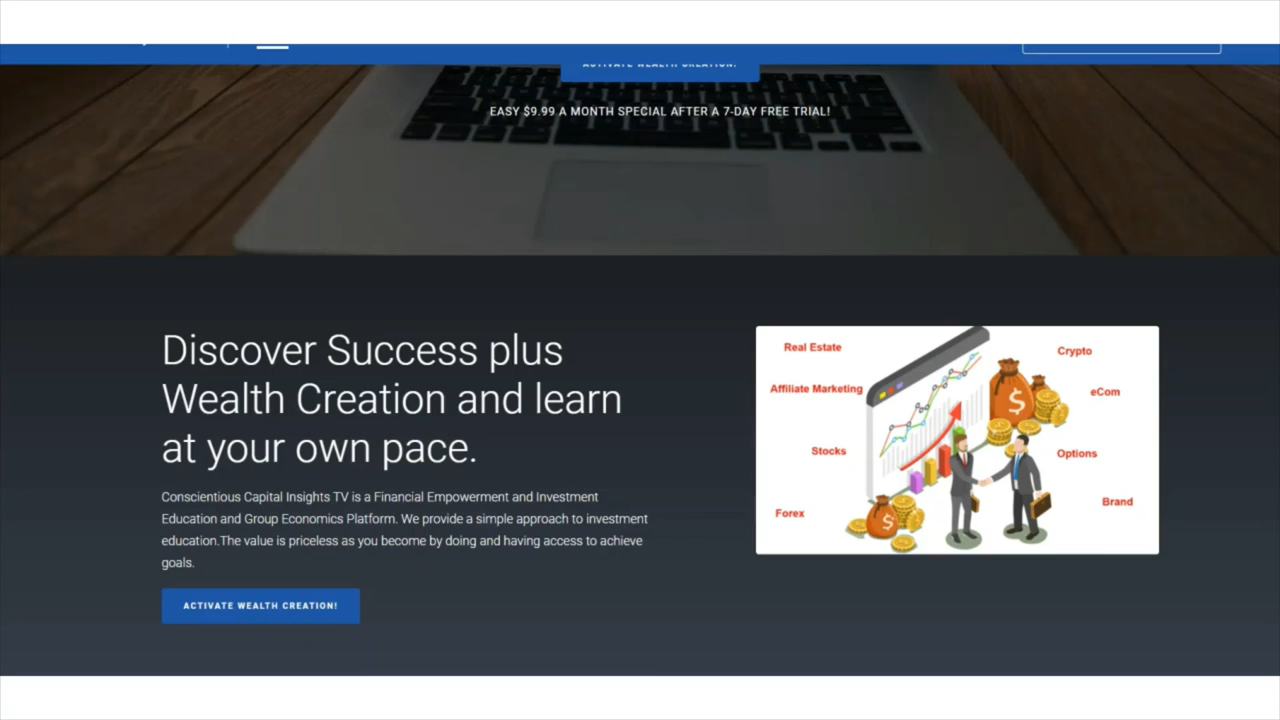 ACTIVATE WEALTH CREATION!
EASY $9.99 A MONTH SPECIAL AFTER A 7-DAY FREE TRIAL!
Discover Success plus
Wealth Creation and learn
at your own pace.
Conscientious Capital Insights TV is a Financial Empowerment and Investment
Education and Group Economics Platform. We provide a simple approach to investment
education.The value is priceless as you become by doing and having access to achieve
goals.
ACTIVATE WEALTH CREATION!
Real Estate
Crypto
Affiliate Marketing
eCom
Stocks
Options
Brand
Forex
$
$